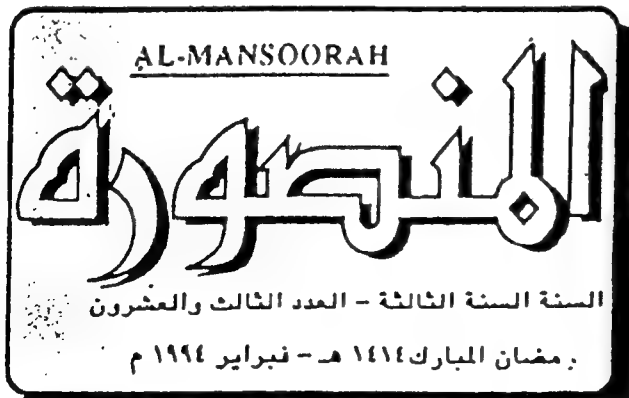 AL-MANSOORAH
المنصورة
السنة السنة الثالثة - العدد الثالث والعشرون
رمضان المبارك ١٤١٤ هـ - فبراير ١٩٩٤ م